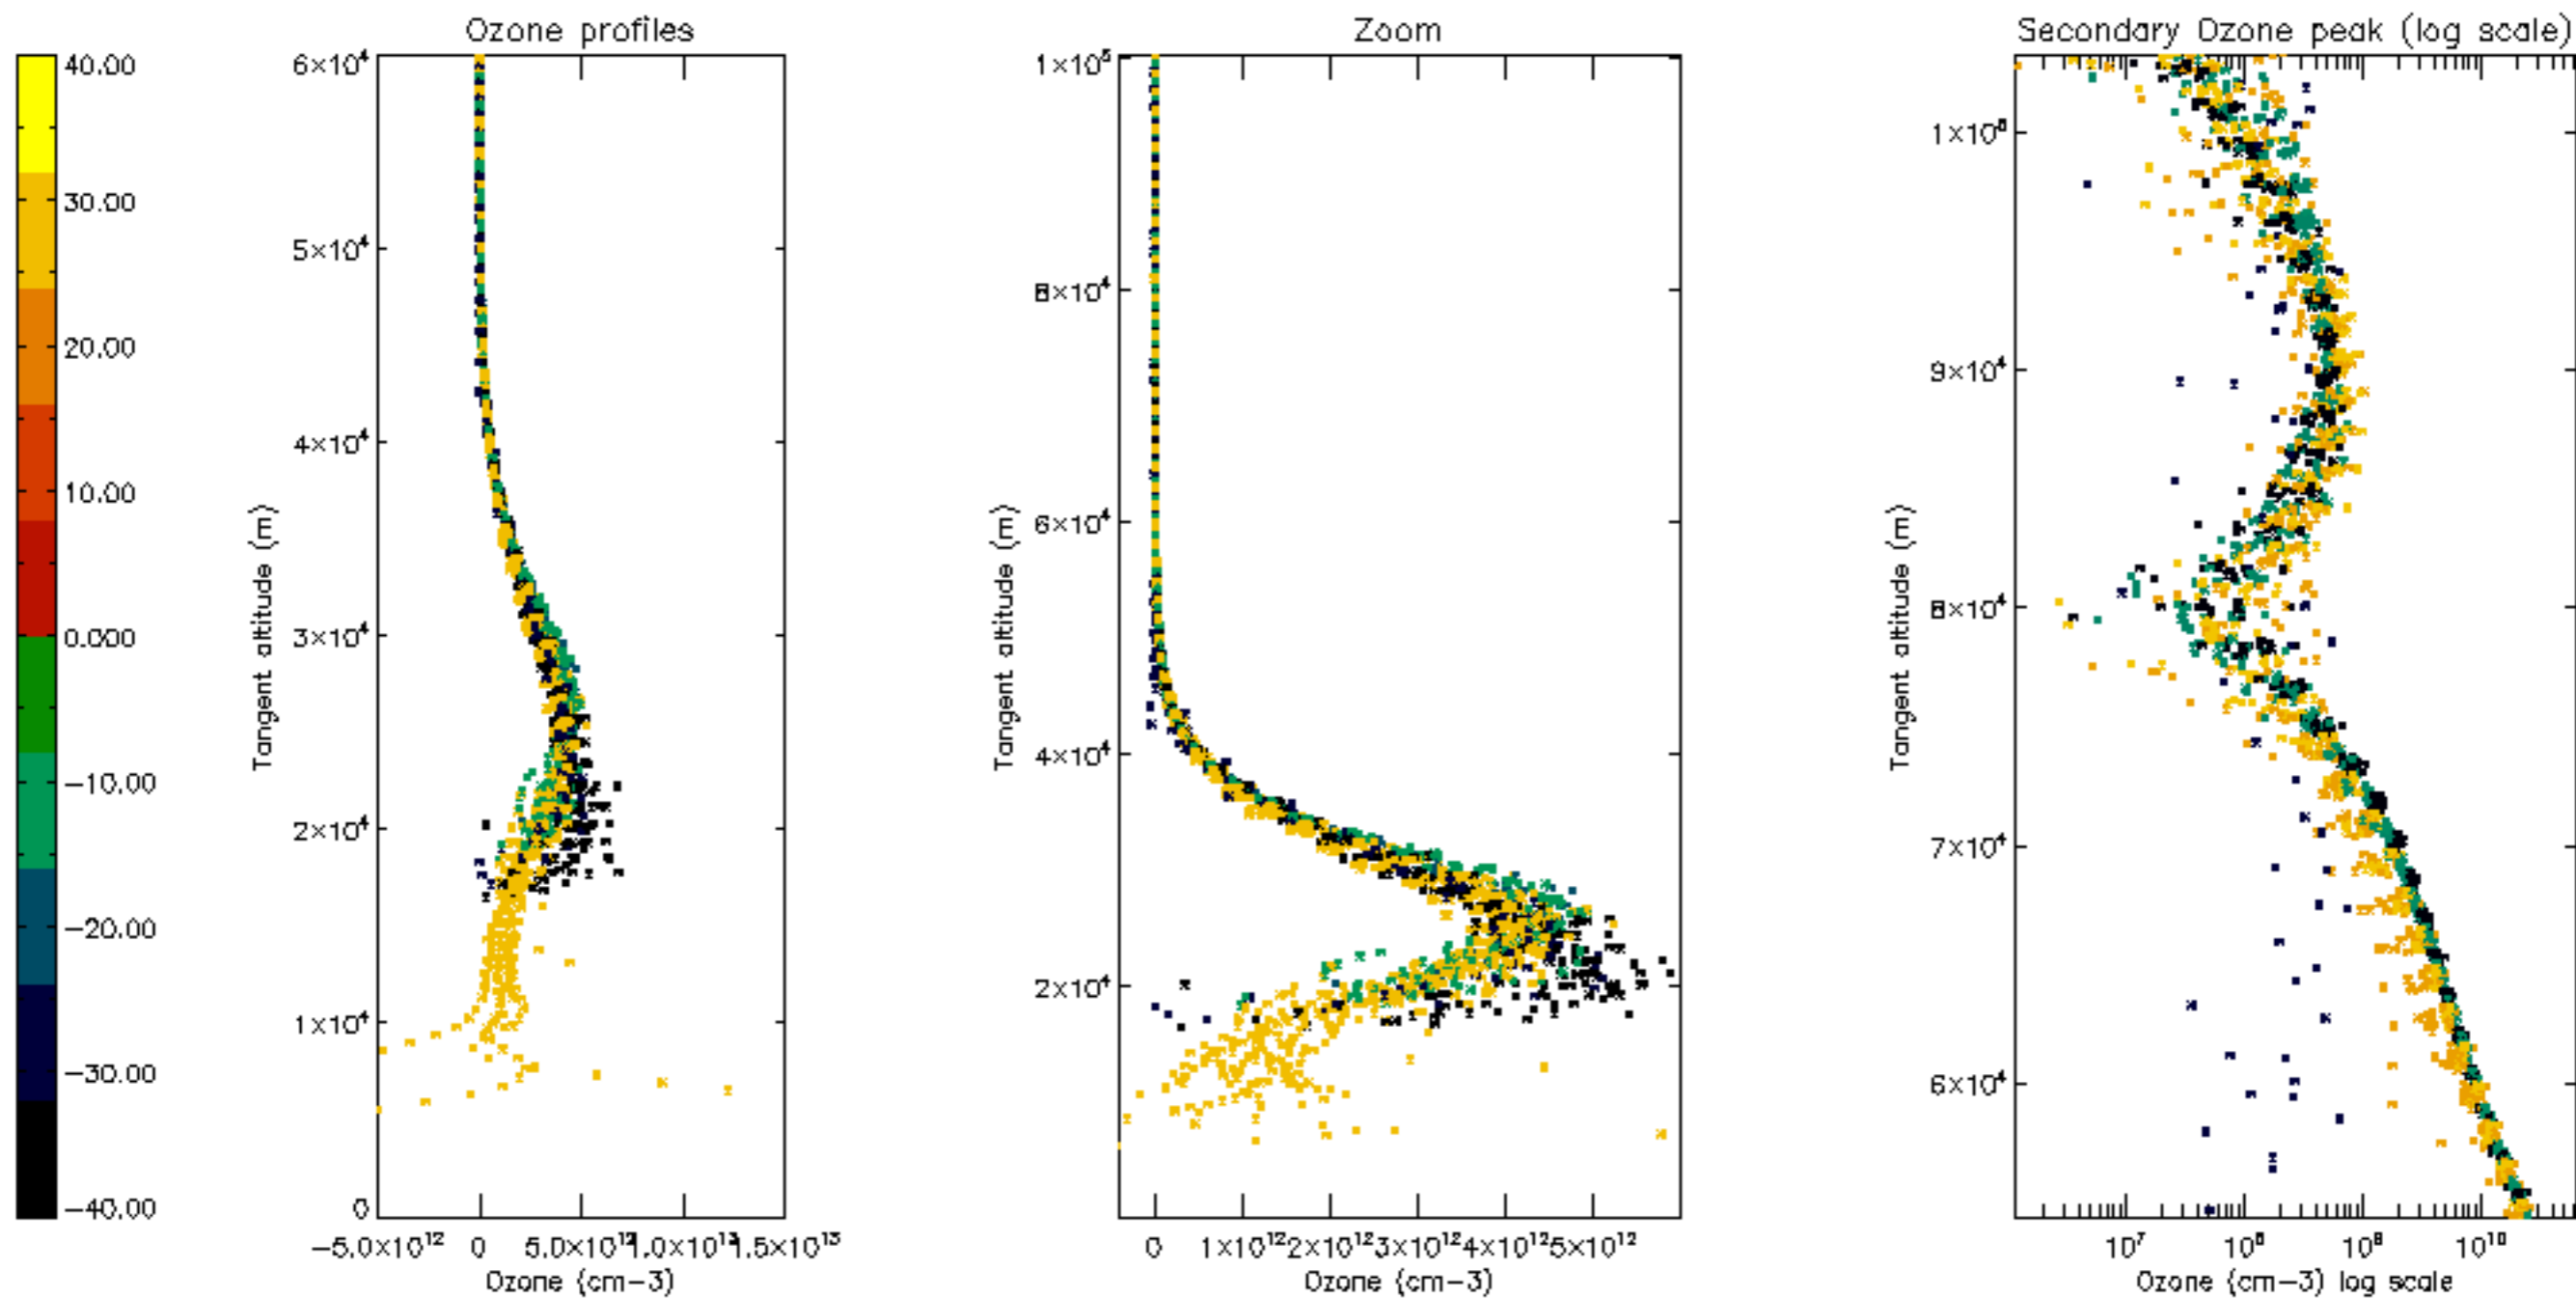 Ozone profiles
Zoom
Secondary Ozone peak (log scale)
40.00
30.00
20.00
10.00
0.00
−10.00
−20.00
−30.00
−40.00
6×10⁴
5×10⁴
4×10⁴
3×10⁴
2×10⁴
1×10⁴
0
Tangent altitude (m)
−5.0×10¹² 0 5.0×10¹² 1.0×10¹³ 1.5×10¹³
Ozone (cm−3)
1×10⁵
8×10⁴
6×10⁴
4×10⁴
2×10⁴
Tangent altitude (m)
0 1×10¹² 2×10¹² 3×10¹² 4×10¹² 5×10¹²
Ozone (cm−3)
1×10⁵
9×10⁴
8×10⁴
7×10⁴
6×10⁴
Tangent altitude (m)
10⁷ 10⁸ 10⁹ 10¹⁰
Ozone (cm−3) log scale